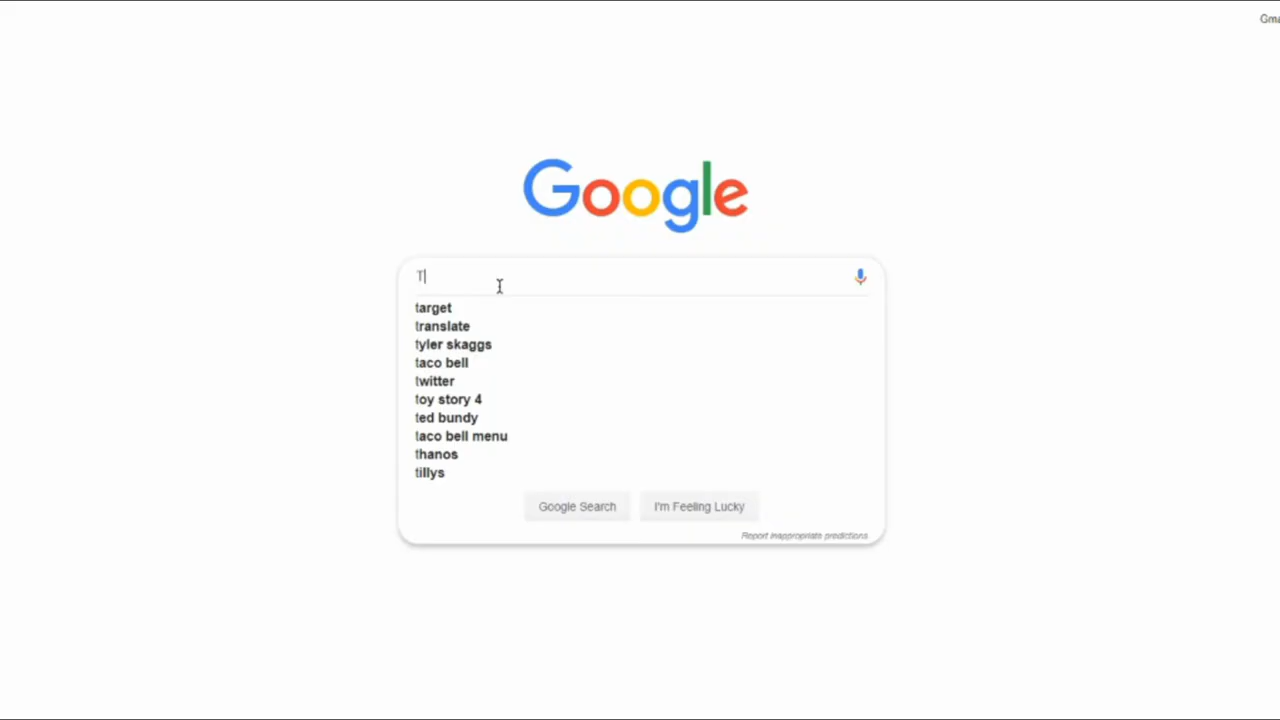 Gma
Google
T
target
translate
tyler skaggs
taco bell
twitter
toy story 4
ted bundy
taco bell menu
thanos
tillys
Google Search I'm Feeling Lucky
Report inappropriate predictions